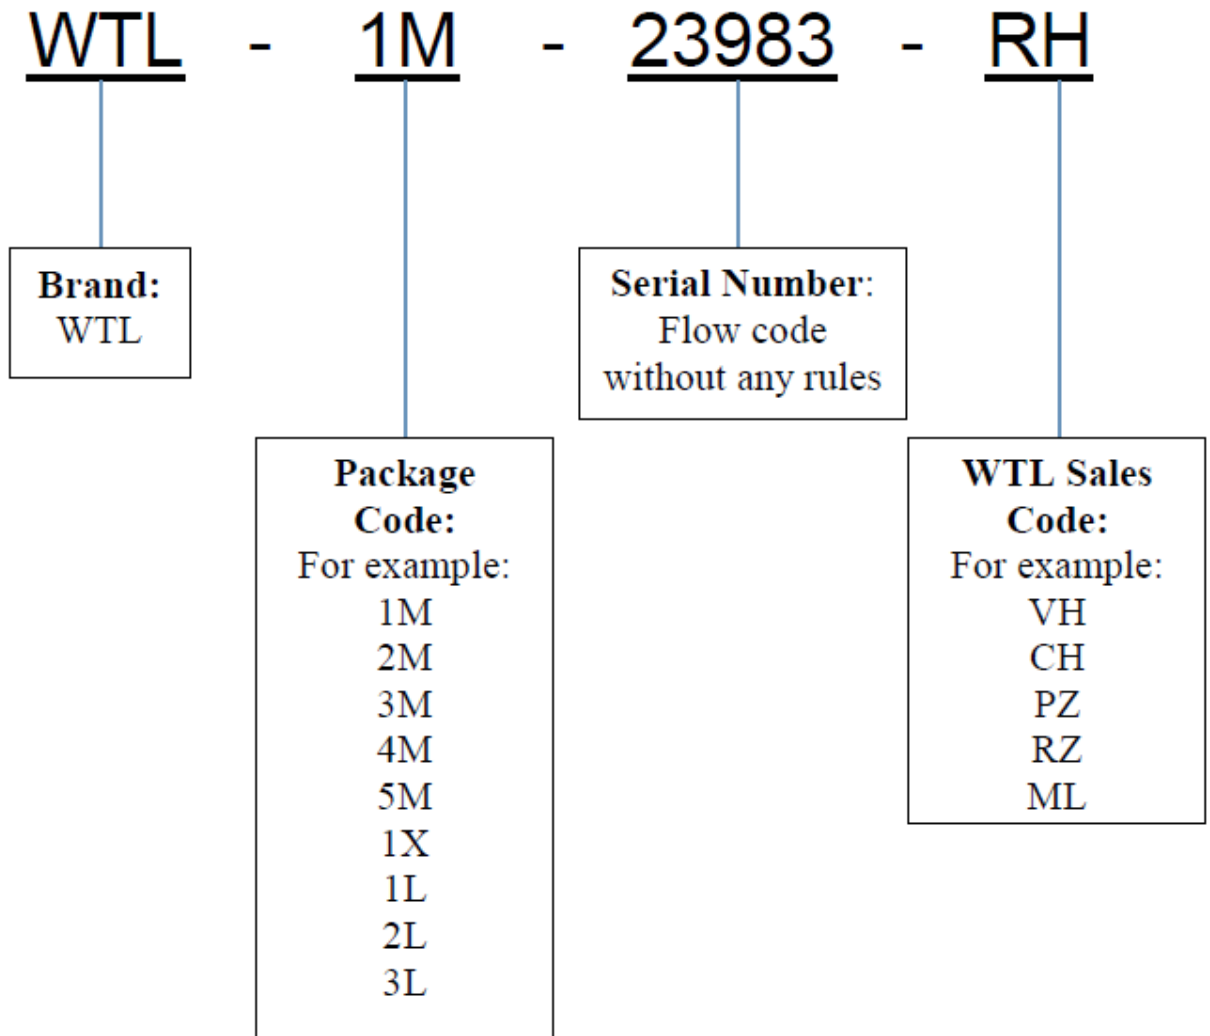 WTL - 1M - 23983 - RH
Brand:
WTL
Serial Number:
Flow code
without any rules
Package
Code:
For example:
1M
2M
3M
4M
5M
1X
1L
2L
3L
WTL Sales
Code:
For example:
VH
CH
PZ
RZ
ML